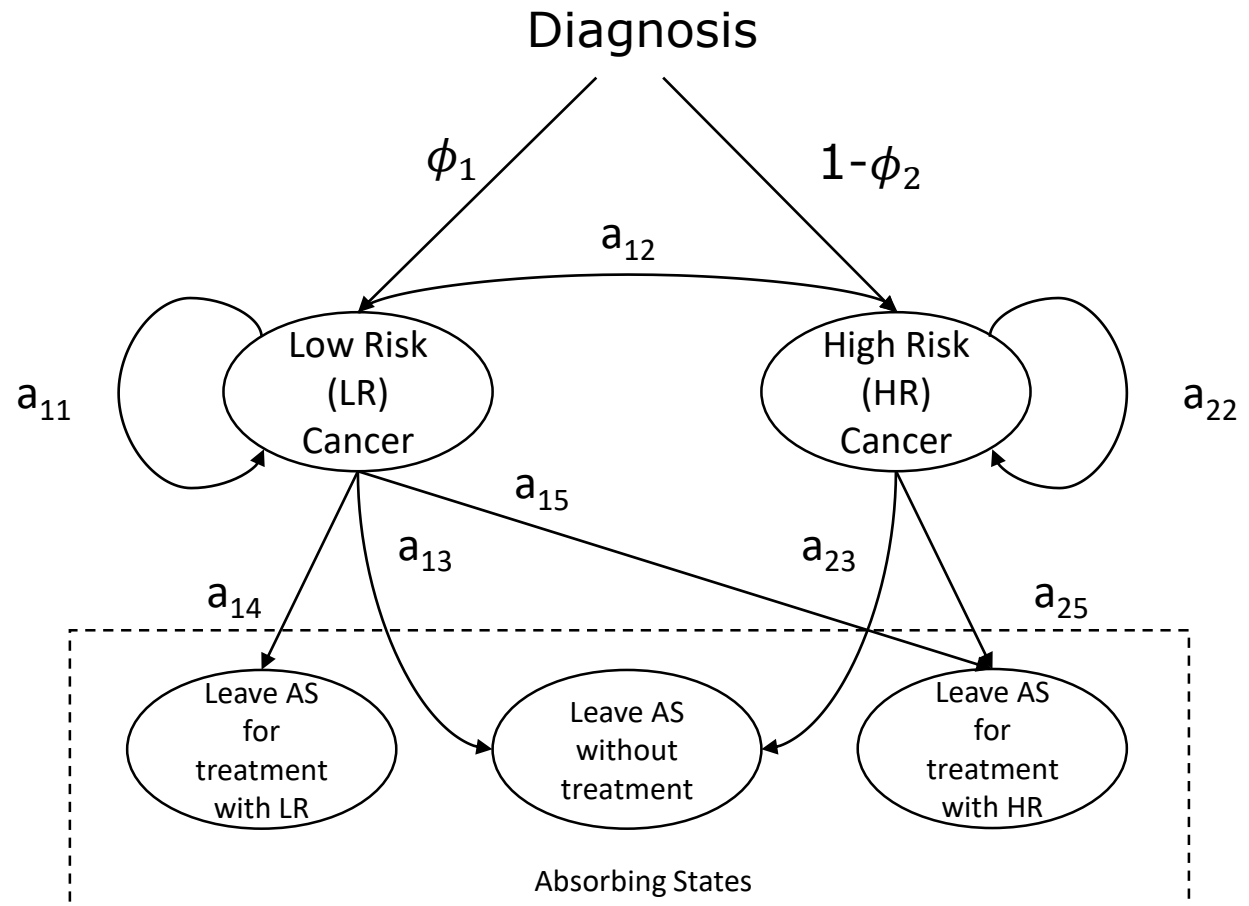 Diagnosis
ϕ₁
1-ϕ₂
a₁₂
Low Risk
(LR)
Cancer
High Risk
(HR)
Cancer
a₁₁
a₂₂
a₁₅
a₁₃
a₂₃
a₁₄
a₂₅
Leave AS
for
treatment
with LR
Leave AS
without
treatment
Leave AS
for
treatment
with HR
Absorbing States